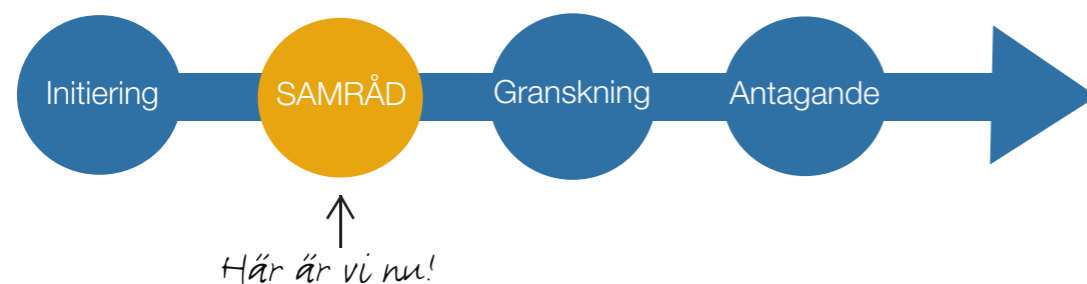 Initiering
SAMRÅD
Granskning
Antagande
Här är vi nu!